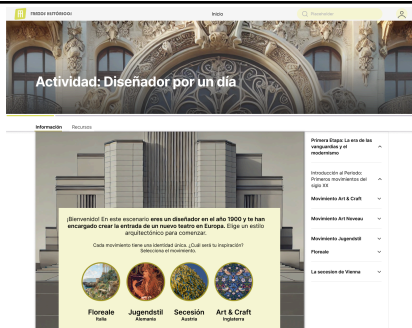 FRISOS HISTÓRICOS
Inicio
Actividad: Diseñador por un día
Información
Recursos
¡Bienvenido! En este escenario eres un diseñador en el año 1900 y te han
encargado crear la entrada de un nuevo teatro en Europa. Elige un estilo
arquitectónico para comenzar.
Cada movimiento tiene una identidad única. ¿Cuál será tu inspiración?
Selecciona el movimiento.
Floreale
Italia
Jugendstil
Alemania
Secesión
Austria
Art & Craft
Inglaterra
Primera Etapa: La era de las
vanguardias y el
modernismo
Introducción al Periodo:
Primeros movimientos del
siglo XX
Movimiento Art & Craft
Movimiento Art Noveau
Movimiento Jugendstil
Floreale
La secesion de Vienna